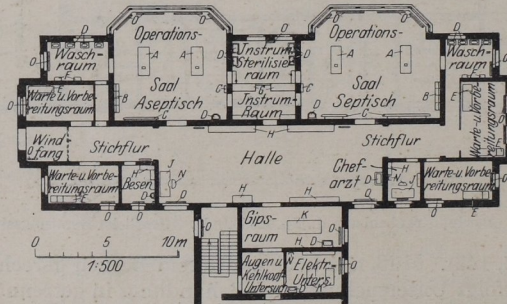 Operations-
Saal
Aseptisch
Operations-
Saal
Septisch
Wasch-
raum
Instrum.
Sterilisier
raum
Instrum.
Raum
Wasch-
raum
Warte u. Vorbe-
reitungsraum
Warte u. Vorbe-
reitungsraum
Wind
fang
Stichflur
Halle
Stichflur
Warte u. Vorbe-
reitungsraum
Besen
Chef-
arzt
Warte u. Vorbe-
reitungsraum
Gips-
raum
Augen u.
Kehlkopf
Untersuch.
Elektr.
Unters.
0 5 10 m
1:500